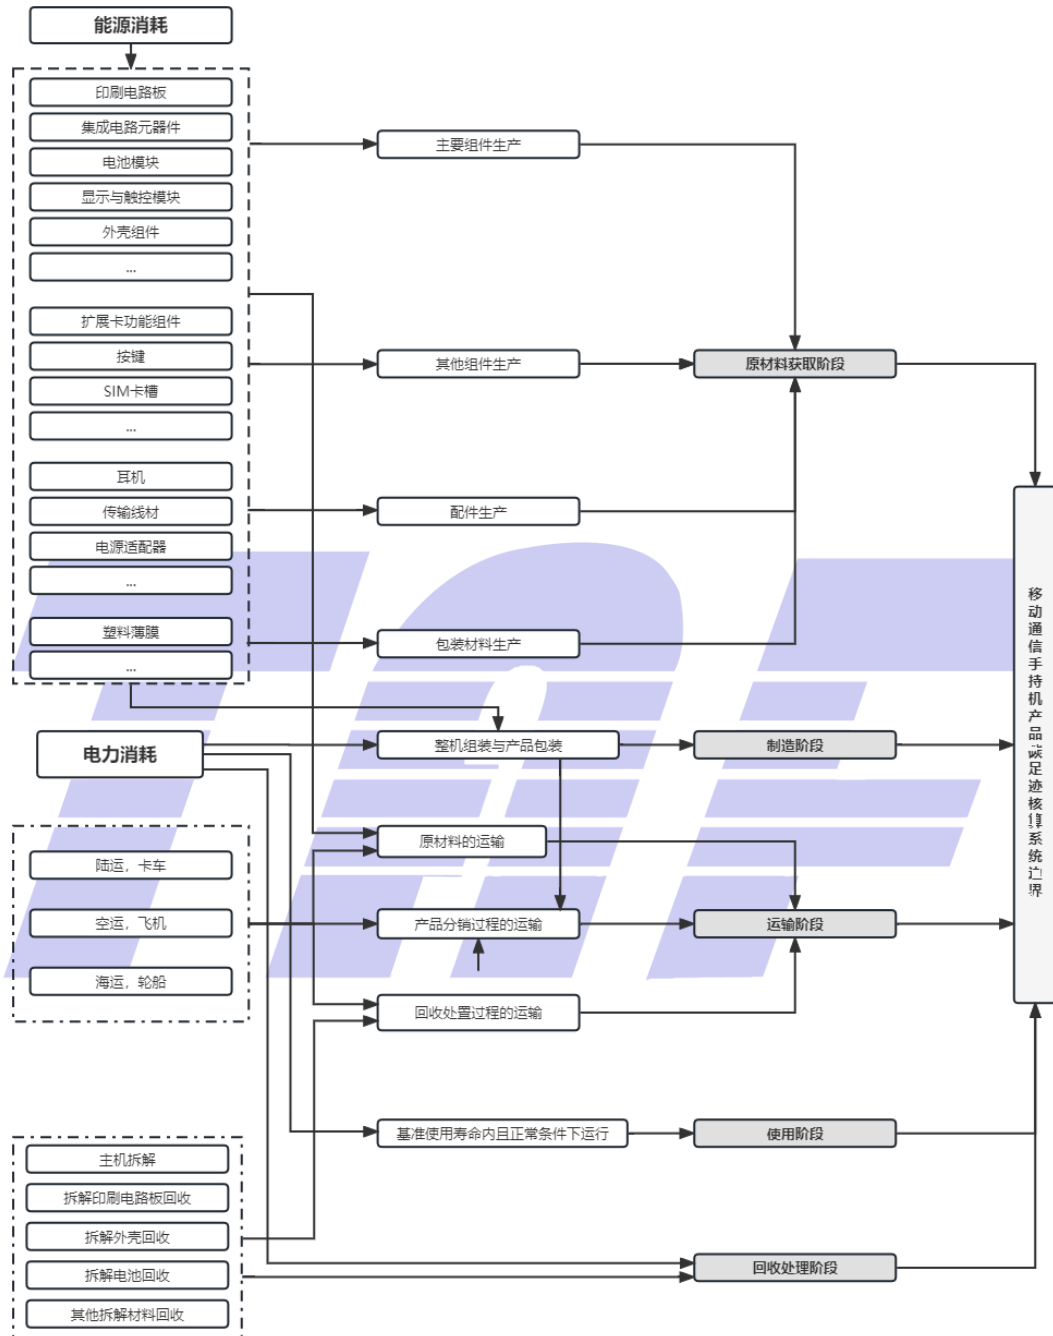 能源消耗
印刷电路板
集成电路元器件
电池模块
显示与触控模块
外壳组件
...
扩展卡功能组件
按键
SIM卡槽
...
耳机
传输线材
电源适配器
...
塑料薄膜
...
主要组件生产
其他组件生产
配件生产
包装材料生产
原材料获取阶段
电力消耗
整机组装与产品包装
制造阶段
陆运，卡车
空运，飞机
海运，轮船
原材料的运输
产品分销过程的运输
回收处置过程的运输
运输阶段
基准使用寿命内且正常条件下运行
使用阶段
主机拆解
拆解印刷电路板回收
拆解外壳回收
拆解电池回收
其他拆解材料回收
回收处理阶段
移动通信手持机产品碳足迹核算系统边界
TAF